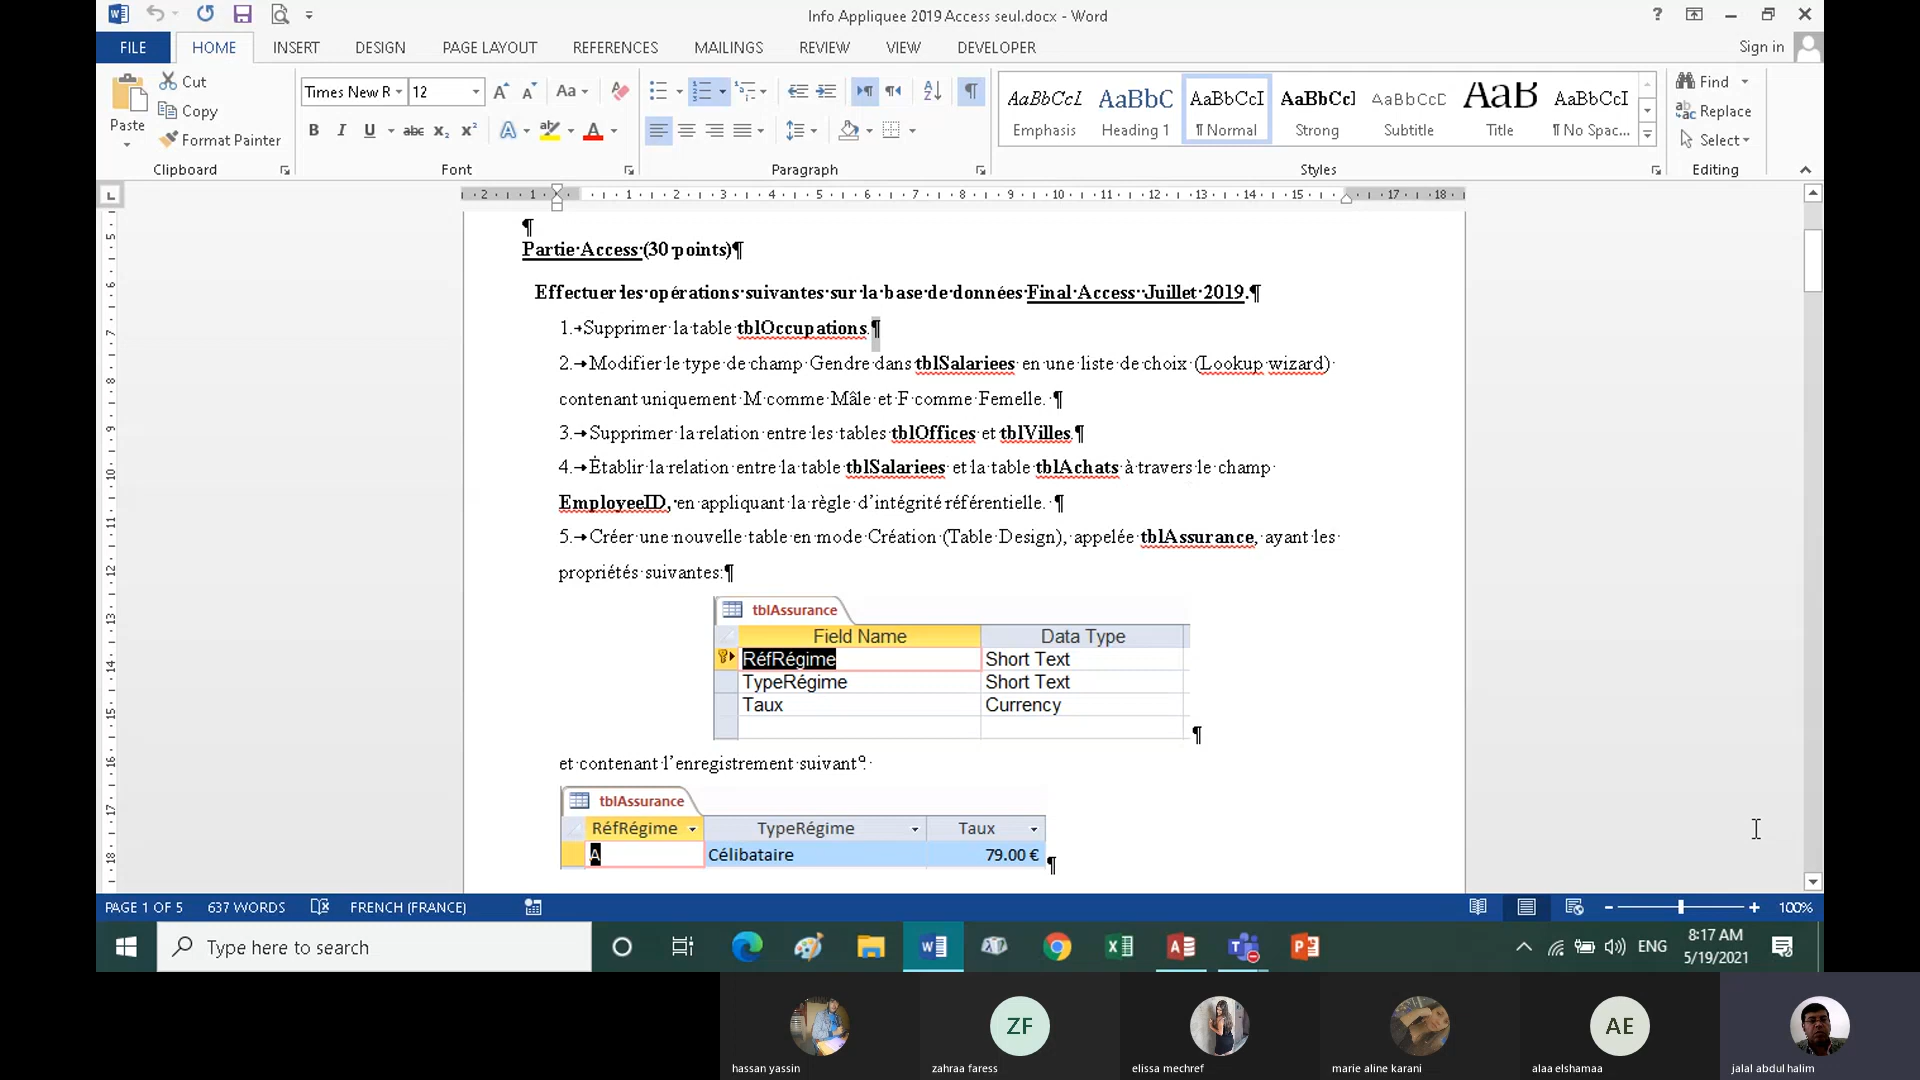 Info Appliquee 2019 Access seul.docx - Word
FILE HOME INSERT DESIGN PAGE LAYOUT REFERENCES MAILINGS REVIEW VIEW DEVELOPER Sign in
Paste Cut
Copy
Format Painter
Times New R 12
AaBbCcI AaBbC AaBbCcI AaBbCcI AaBbCcD AaB AaBbCcI
Emphasis Heading 1 ¶ Normal Strong Subtitle Title ¶ No Spac...
Find
Replace
Select
Clipboard Font Paragraph Styles Editing
¶
Partie Access (30 points)¶
Effectuer les opérations suivantes sur la base de données Final Access Juillet 2019.¶
1. Supprimer la table tblOccupations.¶
2. Modifier le type de champ Gendre dans tblSalariees en une liste de choix (Lookup wizard)
contenant uniquement M comme Mâle et F comme Femelle. ¶
3. Supprimer la relation entre les tables tblOffices et tblVilles.¶
4. Établir la relation entre la table tblSalariees et la table tblAchats à travers le champ
EmployeeID, en appliquant la règle d’intégrité référentielle. ¶
5. Créer une nouvelle table en mode Création (Table Design), appelée tblAssurance, ayant les
propriétés suivantes:¶
tblAssurance
Field Name Data Type
RéfRégime Short Text
TypeRégime Short Text
Taux Currency
¶
et contenant l’enregistrement suivant :
tblAssurance
RéfRégime TypeRégime Taux
A Célibataire 79.00 € ¶
PAGE 1 OF 5 637 WORDS FRENCH (FRANCE) 100%
Type here to search
ENG 8:17 AM
5/19/2021
ZF AE
hassan yassin zahraa faress elissa mechref marie aline karani alaa elshamaa jalal abdul halim